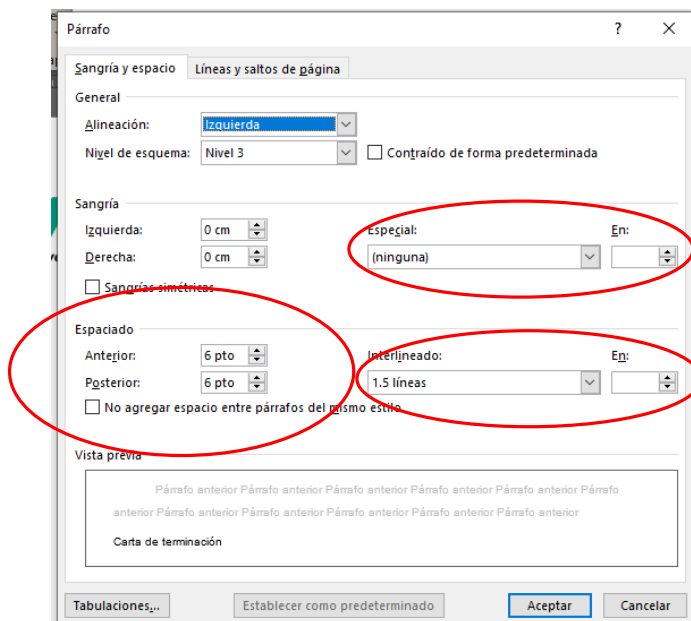 Párrafo ? ✕
Sangría y espacio Líneas y saltos de página
General
Alineación: Izquierda
Nivel de esquema: Nivel 3 Contraído de forma predeterminada
Sangría
Izquierda: 0 cm Especial: En:
Derecha: 0 cm (ninguna)
Sangrías simétricas
Espaciado
Anterior: 6 pto Interlineado: En:
Posterior: 6 pto 1.5 líneas
No agregar espacio entre párrafos del mismo estilo
Vista previa
Párrafo anterior Párrafo anterior Párrafo anterior Párrafo anterior Párrafo anterior Párrafo
anterior Párrafo anterior Párrafo anterior Párrafo anterior Párrafo anterior Párrafo anterior
Carta de terminación
Tabulaciones... Establecer como predeterminado Aceptar Cancelar